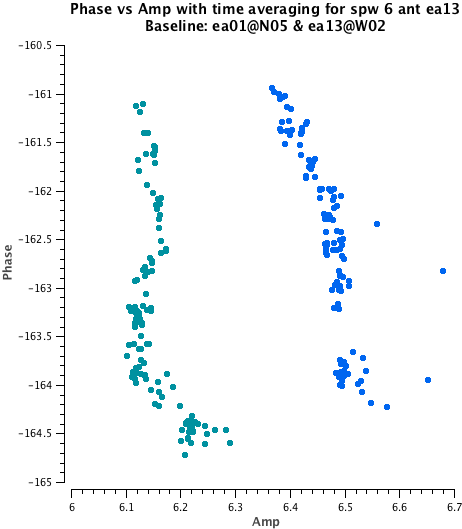 Phase vs Amp with time averaging for spw 6 ant ea13
Baseline: ea01@N05 & ea13@W02
-160.5
-161
-161.5
-162
-162.5
-163
-163.5
-164
-164.5
-165
Phase
6 6.1 6.2 6.3 6.4 6.5 6.6 6.7
Amp